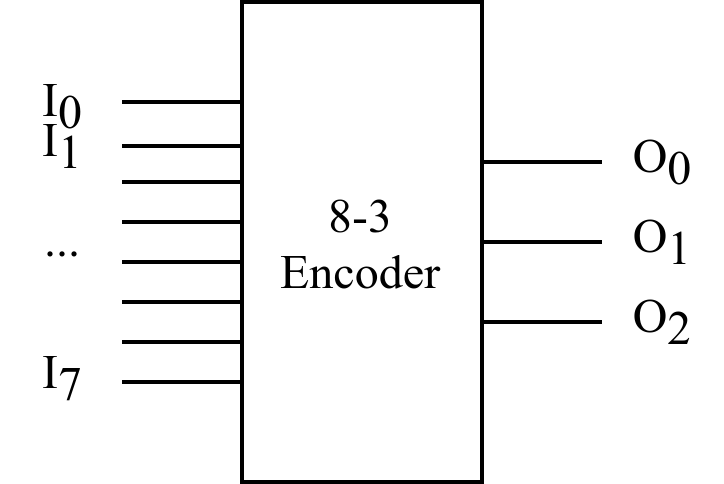 I0
I1
...
I7
8-3
Encoder
O0
O1
O2